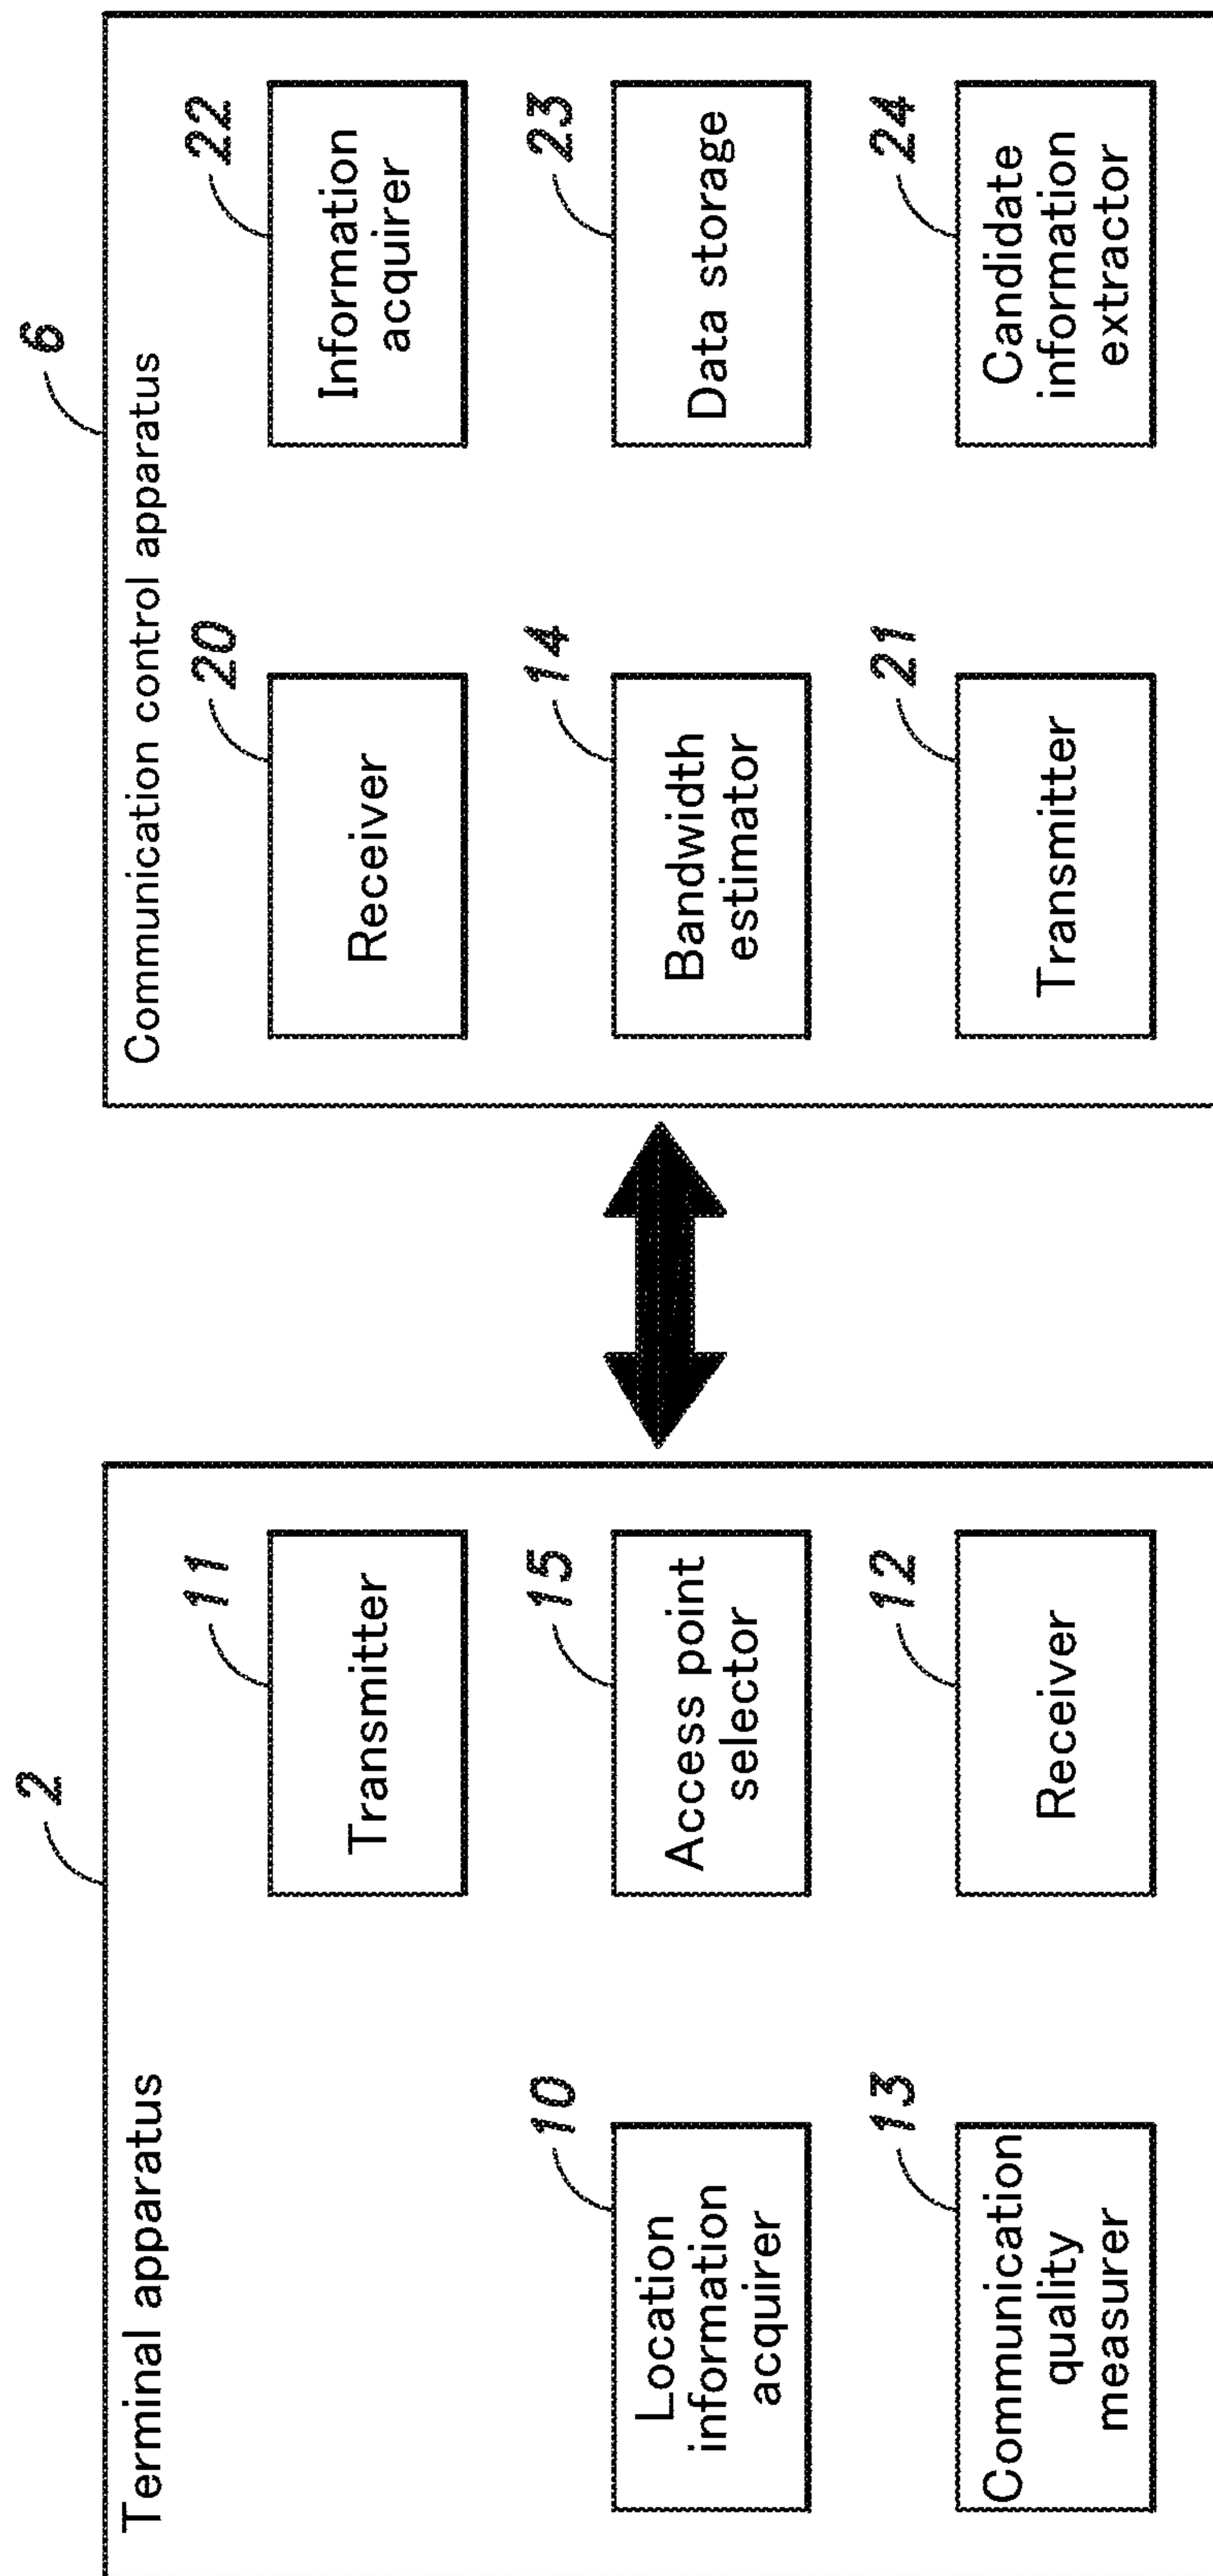 2
Terminal apparatus
11
Transmitter
10
Location
information
acquirer
15
Access point
selector
13
Communication
quality
measurer
12
Receiver
6
Communication control apparatus
20
Receiver
22
Information
acquirer
14
Bandwidth
estimator
23
Data storage
21
Transmitter
24
Candidate
information
extractor